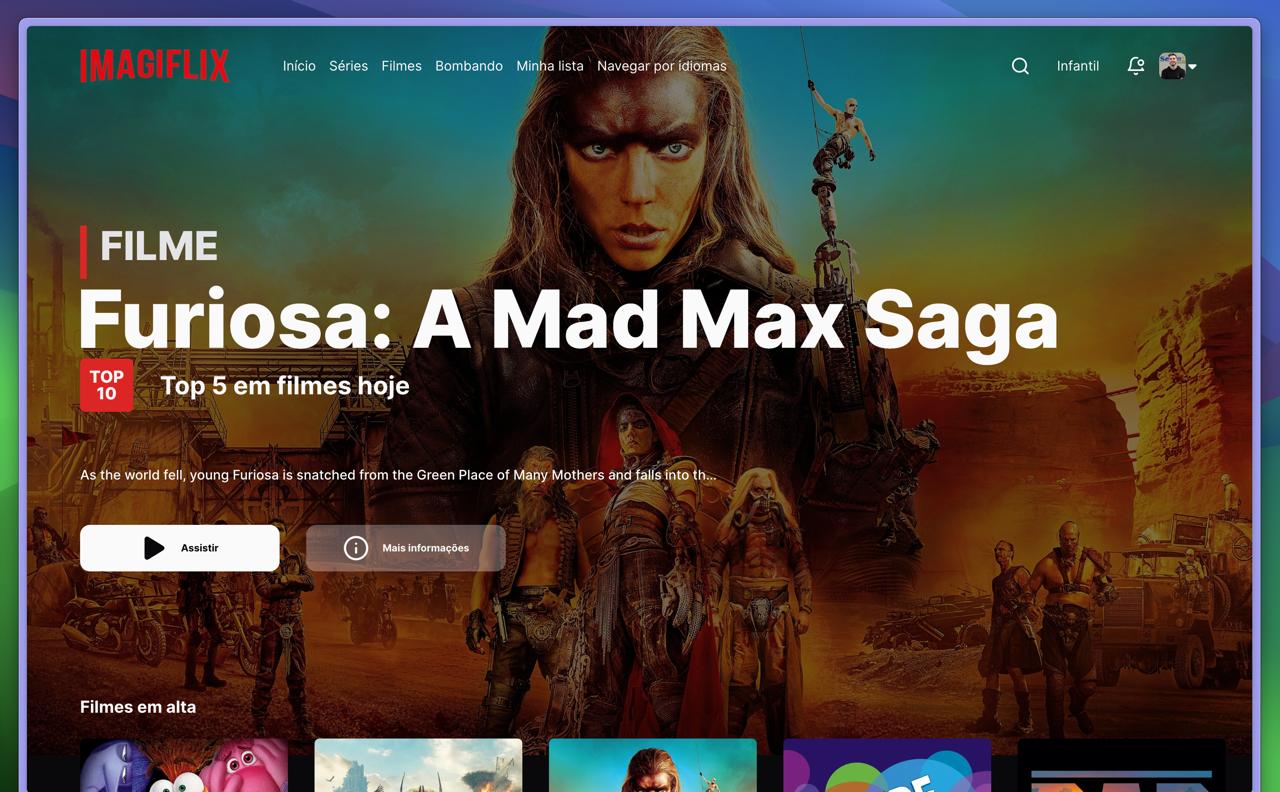 IMAGIFLIX
Início Séries Filmes Bombando Minha lista Navegar por idiomas
Infantil
FILME
Furiosa: A Mad Max Saga
TOP
10
Top 5 em filmes hoje
As the world fell, young Furiosa is snatched from the Green Place of Many Mothers and falls into th...
Assistir
Mais informações
Filmes em alta